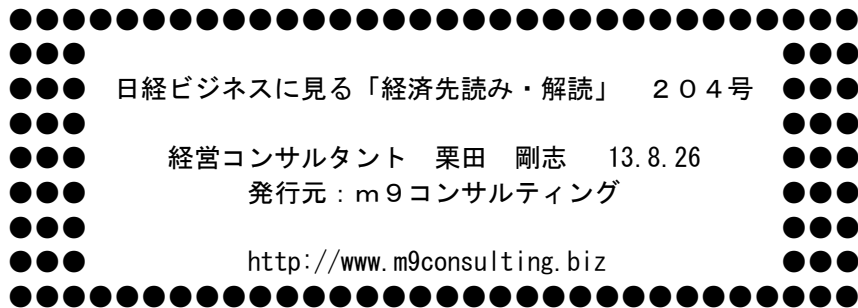 日経ビジネスに見る「経済先読み・解読」　２０４号
経営コンサルタント　栗田　剛志　 13.8.26
発行元：ｍ９コンサルティング
http://www.m9consulting.biz